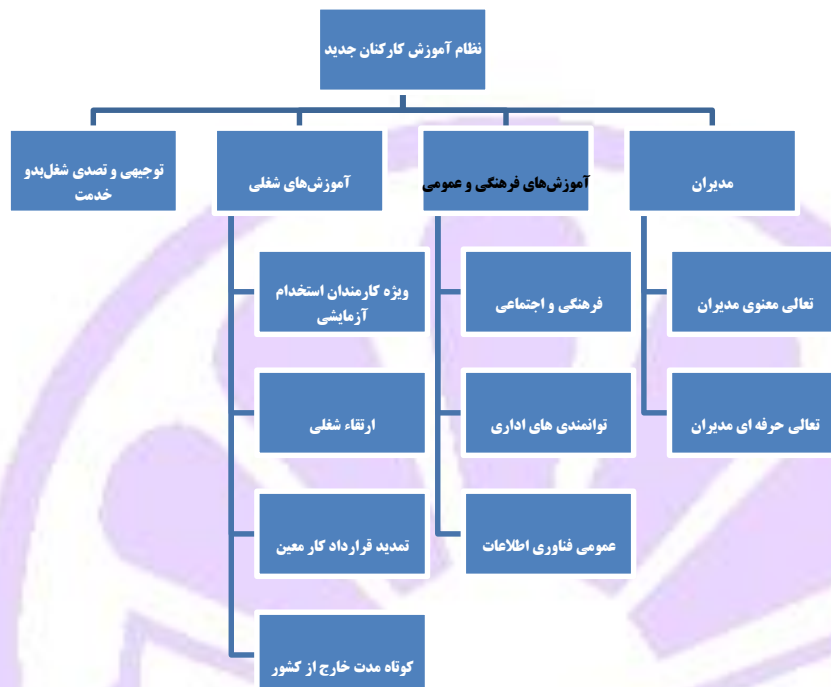 نظام آموزش کارکنان جدید
مدیران
آموزش‌های فرهنگی و عمومی
آموزش‌های شغلی
توجیهی و تصدی شغل‌بدو
خدمت
تعالی معنوی مدیران
تعالی حرفه ای مدیران
فرهنگی و اجتماعی
توانمندی های اداری
عمومی فناوری اطلاعات
ویژه کارمندان استخدام
آزمایشی
ارتقاء شغلی
تمدید قرارداد کار معین
کوتاه مدت خارج از کشور